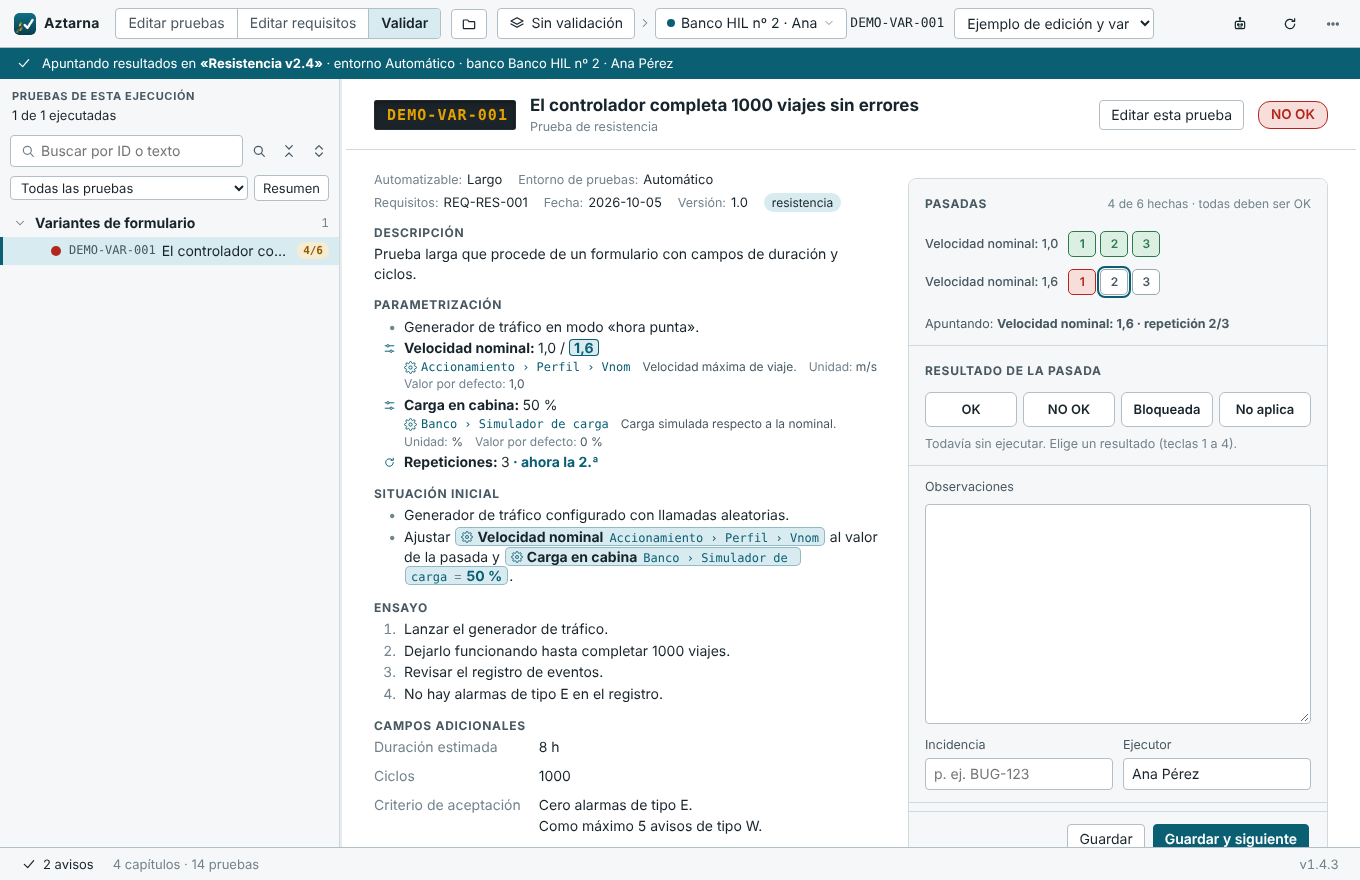 Aztarna
Editar pruebas
Editar requisitos
Validar
Sin validación
Banco HIL nº 2 · Ana
DEMO-VAR-001
Ejemplo de edición y var
Apuntando resultados en «Resistencia v2.4» · entorno Automático · banco Banco HIL nº 2 · Ana Pérez
PRUEBAS DE ESTA EJECUCIÓN
1 de 1 ejecutadas
Buscar por ID o texto
Todas las pruebas
Resumen
Variantes de formulario 1
DEMO-VAR-001 El controlador co... 4/6
DEMO-VAR-001
El controlador completa 1000 viajes sin errores
Prueba de resistencia
Editar esta prueba
NO OK
Automatizable: Largo Entorno de pruebas: Automático
Requisitos: REQ-RES-001 Fecha: 2026-10-05 Versión: 1.0 resistencia
DESCRIPCIÓN
Prueba larga que procede de un formulario con campos de duración y
ciclos.
PARAMETRIZACIÓN
• Generador de tráfico en modo «hora punta».
Velocidad nominal: 1,0 / 1,6
Accionamiento › Perfil › Vnom Velocidad máxima de viaje. Unidad: m/s
Valor por defecto: 1,0
Carga en cabina: 50 %
Banco › Simulador de carga Carga simulada respecto a la nominal.
Unidad: % Valor por defecto: 0 %
Repeticiones: 3 · ahora la 2.ª
SITUACIÓN INICIAL
• Generador de tráfico configurado con llamadas aleatorias.
• Ajustar Velocidad nominal Accionamiento › Perfil › Vnom al valor
de la pasada y Carga en cabina Banco › Simulador de
carga = 50 %.
ENSAYO
1. Lanzar el generador de tráfico.
2. Dejarlo funcionando hasta completar 1000 viajes.
3. Revisar el registro de eventos.
4. No hay alarmas de tipo E en el registro.
CAMPOS ADICIONALES
Duración estimada 8 h
Ciclos 1000
Criterio de aceptación Cero alarmas de tipo E.
Como máximo 5 avisos de tipo W.
PASADAS 4 de 6 hechas · todas deben ser OK
Velocidad nominal: 1,0 1 2 3
Velocidad nominal: 1,6 1 2 3
Apuntando: Velocidad nominal: 1,6 · repetición 2/3
RESULTADO DE LA PASADA
OK
NO OK
Bloqueada
No aplica
Todavía sin ejecutar. Elige un resultado (teclas 1 a 4).
Observaciones
Incidencia Ejecutor
p. ej. BUG-123 Ana Pérez
Guardar
Guardar y siguiente
2 avisos 4 capítulos · 14 pruebas
v1.4.3